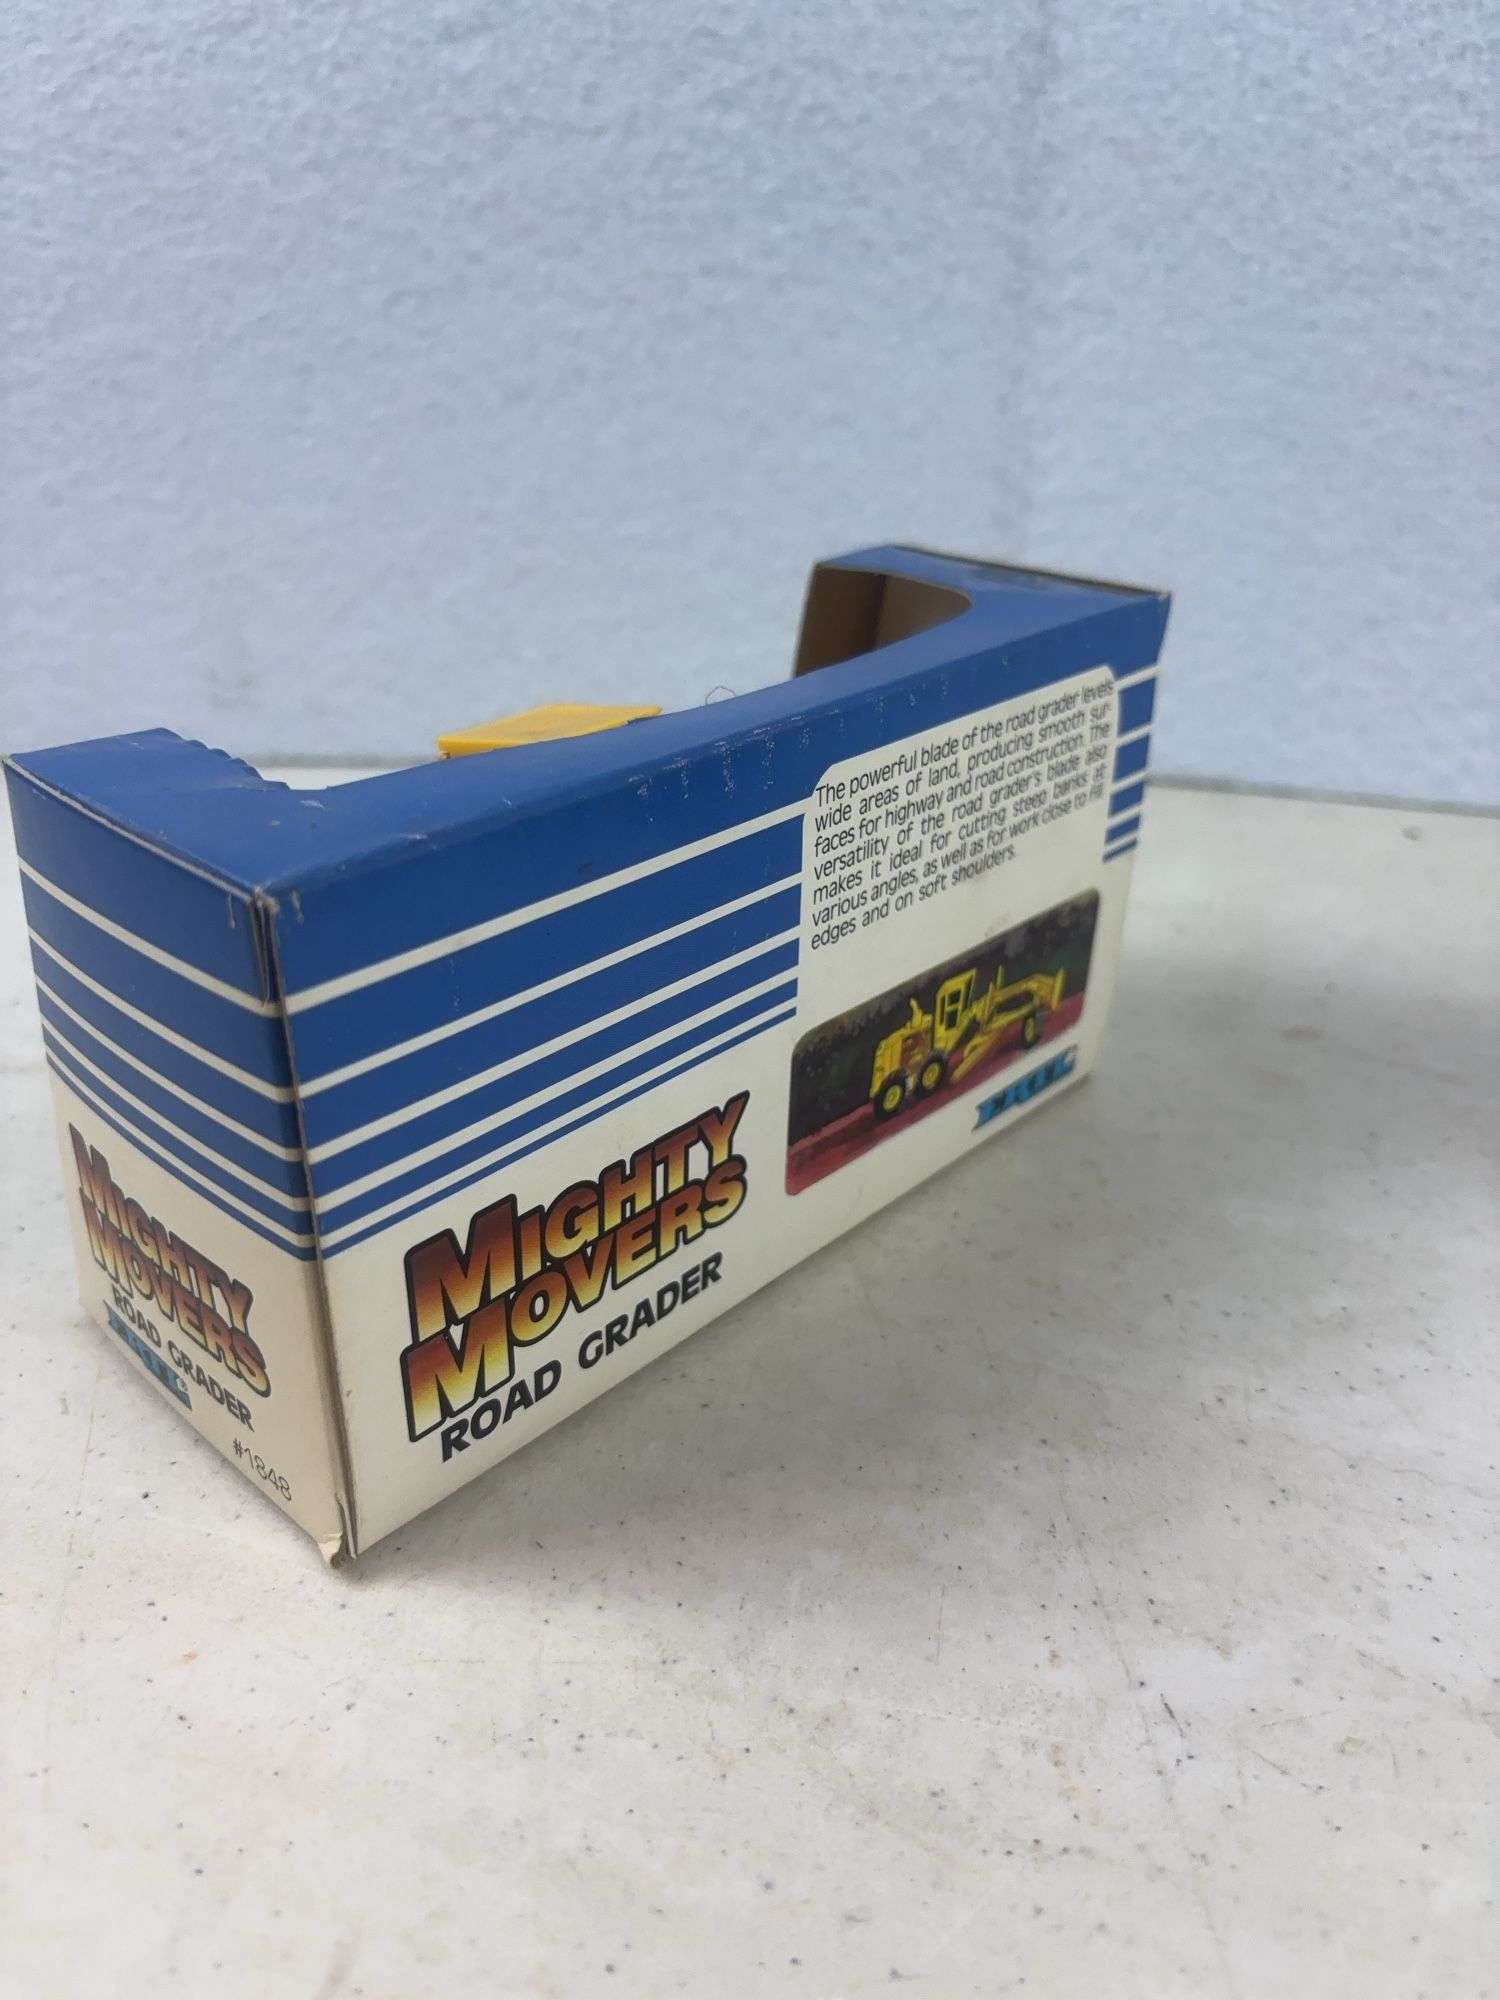 The powerful blade of the road grader levels
wide areas of land, producing smooth sur-
faces for highway and road construction. The
versatility of the road grader's blade also
makes it ideal for cutting steep banks at
various angles, as well as for work close to fill
edges and on soft shoulders.
ERTL
MIGHTY
MOVERS
ROAD GRADER
MIGHTY
MOVERS
ROAD GRADER
ERTL®
#1848